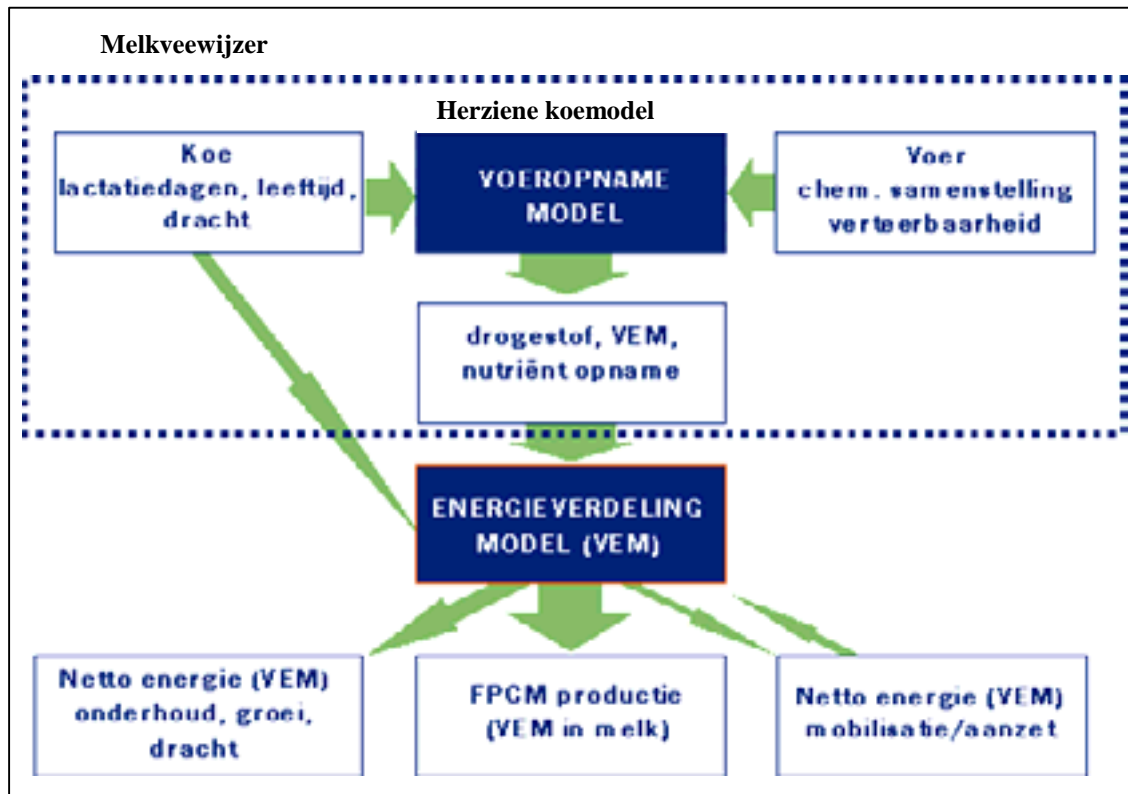 Melkveewijzer
Herziene koemodel
Koe
lactatiedagen, leeftijd,
dracht
VOEROPNAME
MODEL
Voer
chem. samenstelling
verteerbaarheid
drogestof, VEM,
nutriënt opname
ENERGIEVERDELING
MODEL (VEM)
Netto energie (VEM)
onderhoud, groei,
dracht
FPCM productie
(VEM in melk)
Netto energie (VEM)
mobilisatie/aanzet